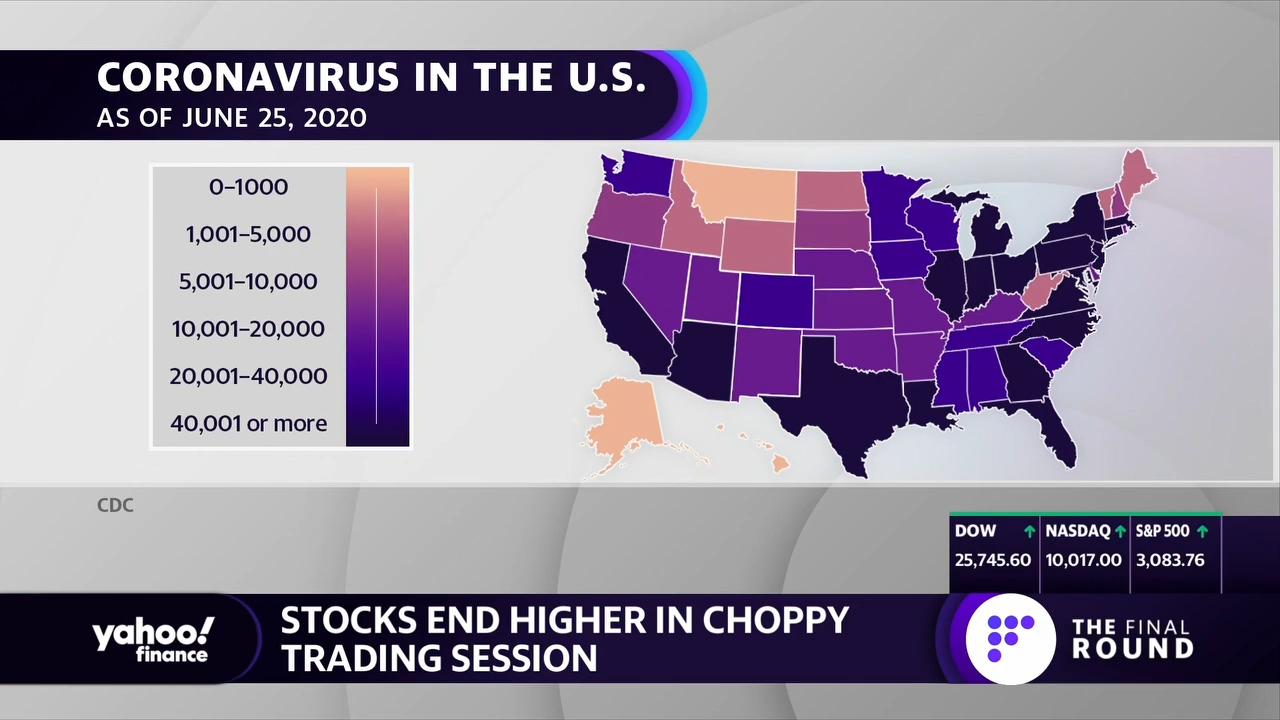 CORONAVIRUS IN THE U.S.
AS OF JUNE 25, 2020
0–1000
1,001–5,000
5,001–10,000
10,001–20,000
20,001–40,000
40,001 or more
CDC
DOW
25,745.60
NASDAQ
10,017.00
S&P 500
3,083.76
yahoo!
finance
STOCKS END HIGHER IN CHOPPY
TRADING SESSION
THE FINAL
ROUND